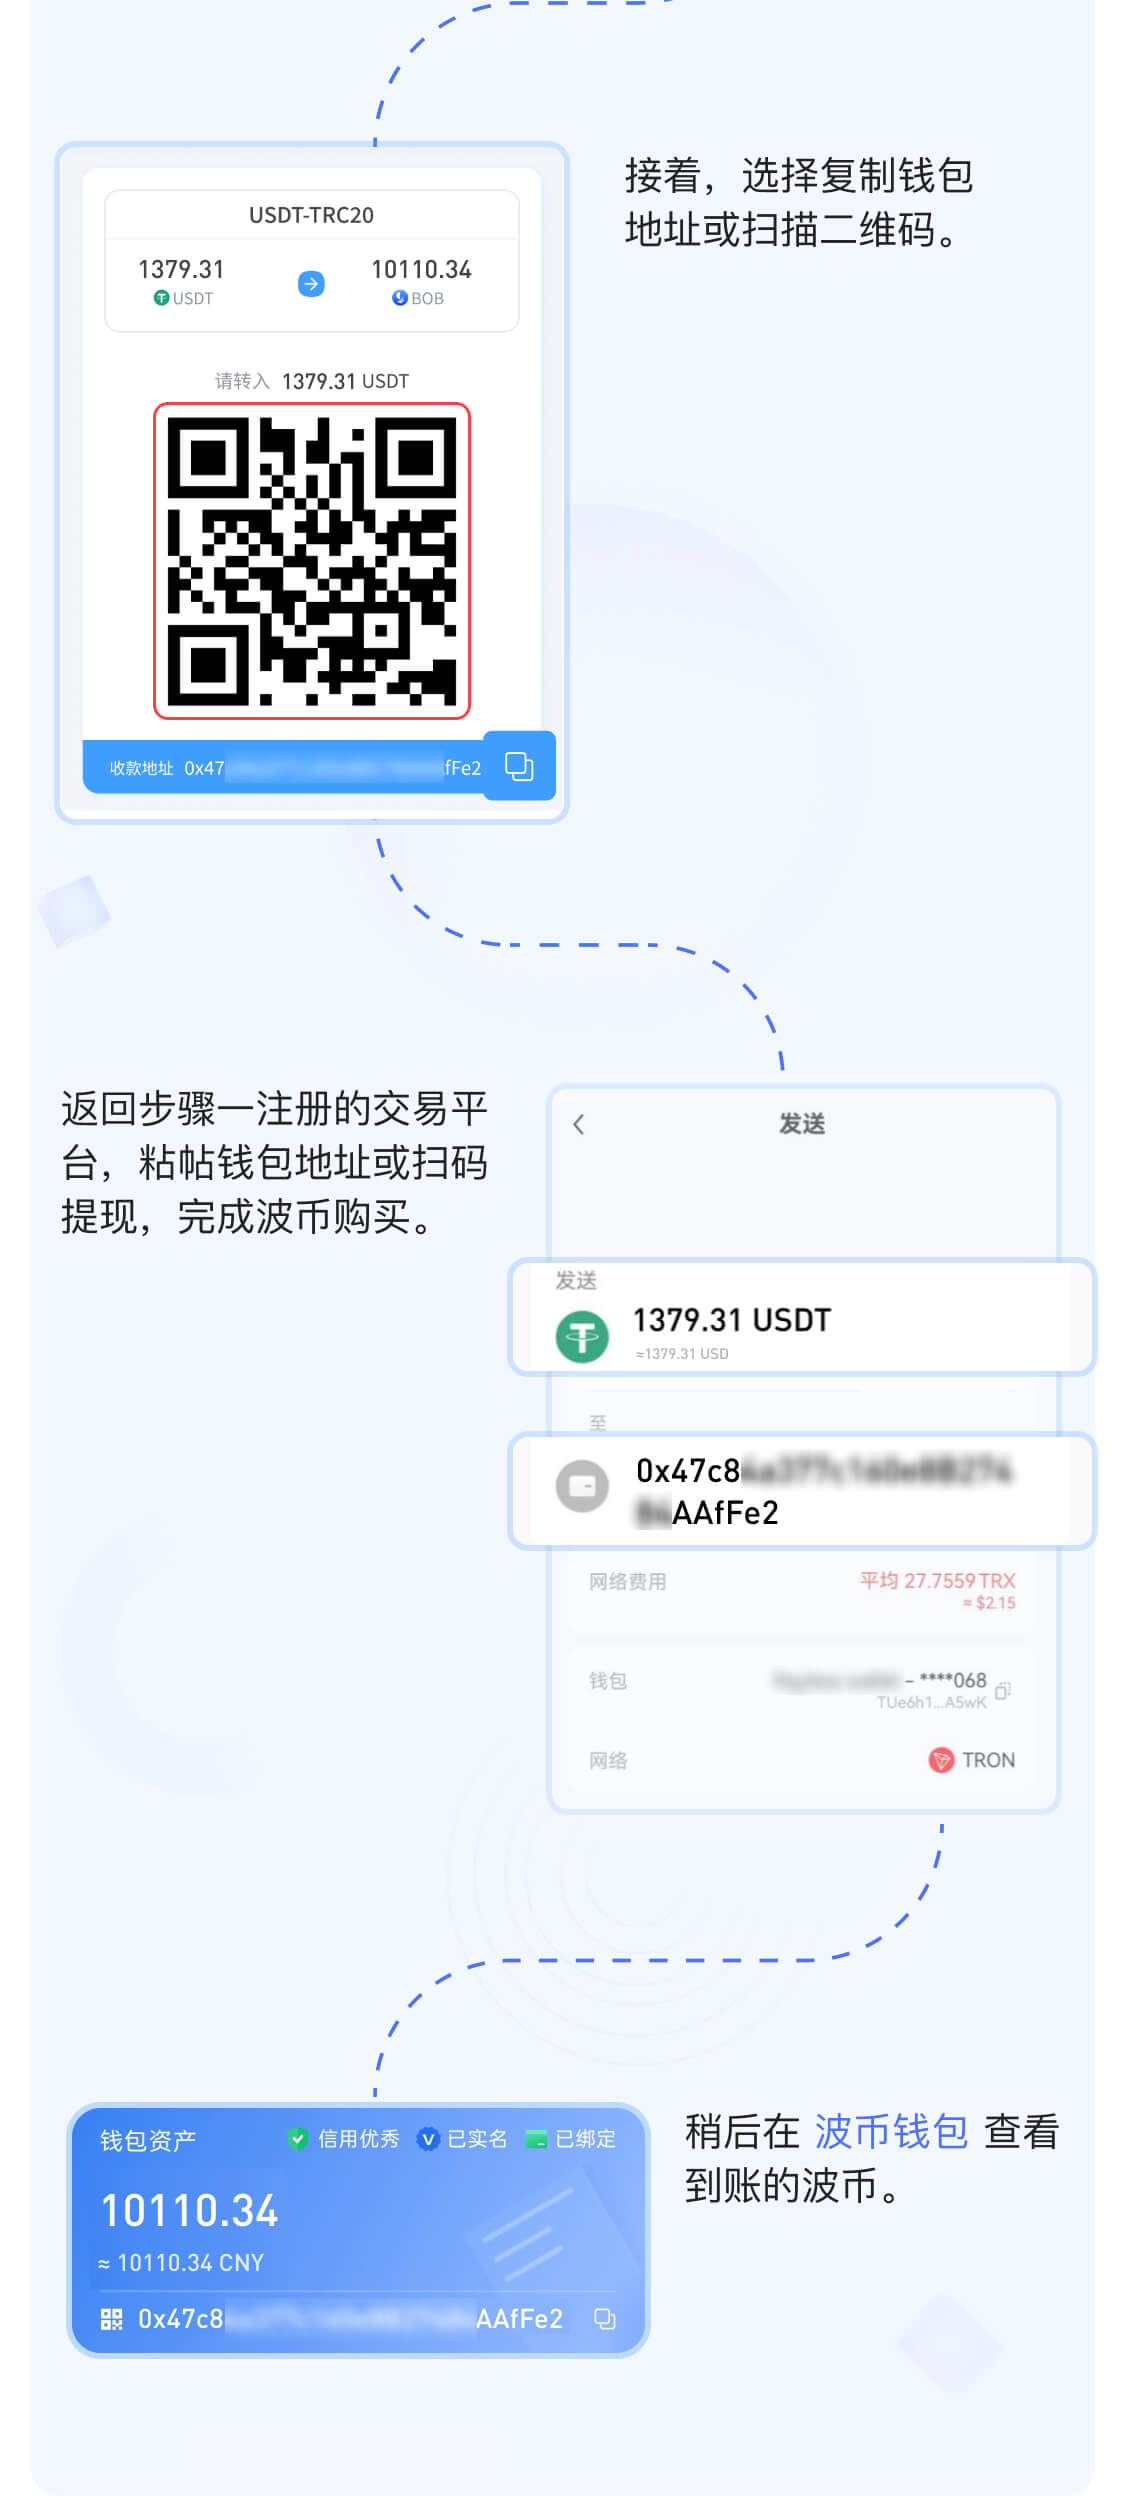 接着，选择复制钱包
地址或扫描二维码。
USDT-TRC20
1379.31
10110.34
USDT
BOB
请转入 1379.31 USDT
收款地址 0x47
fFe2
返回步骤一注册的交易平
台，粘帖钱包地址或扫码
提现，完成波币购买。
发送
发送
1379.31 USDT
≈1379.31 USD
至
0x47c8
AAfFe2
网络费用
平均 27.7559 TRX
≈ $2.15
钱包
- ****068
TUe6h1...A5wK
网络
TRON
稍后在 波币钱包 查看
到账的波币。
钱包资产
信用优秀
已实名
已绑定
10110.34
≈ 10110.34 CNY
0x47c8
AAfFe2